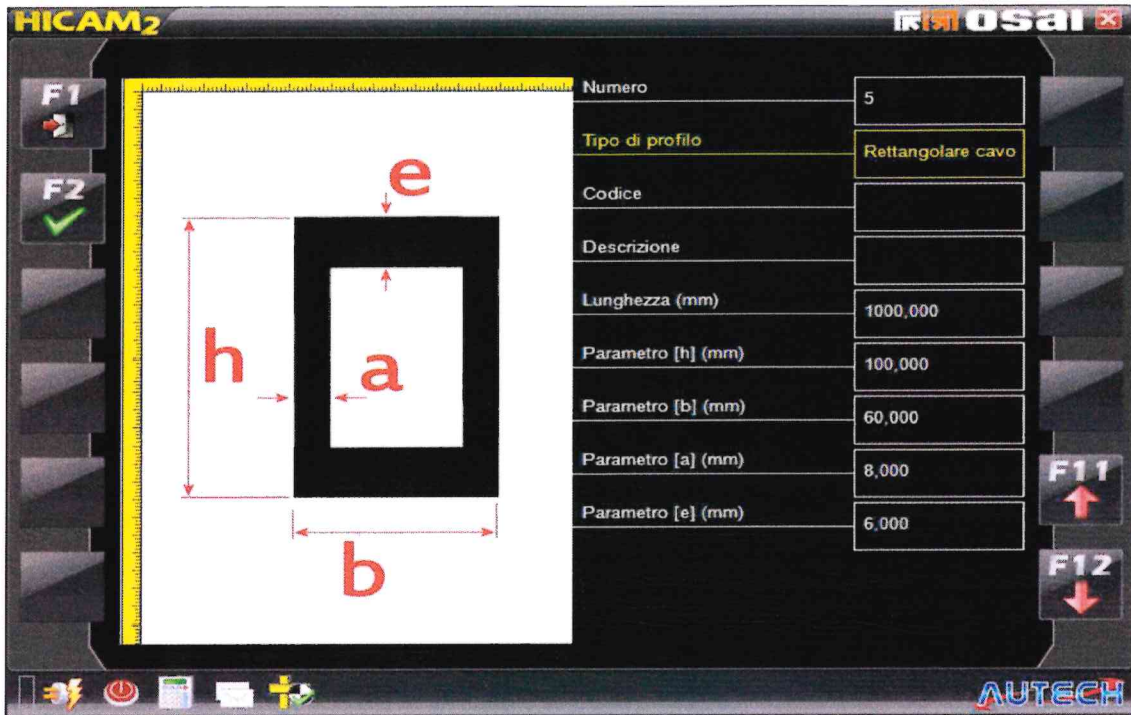 HICAM2
osai
F1
F2
e
h
a
b
Numero
5
Tipo di profilo
Rettangolare cavo
Codice
Descrizione
Lunghezza (mm)
1000,000
Parametro [h] (mm)
100,000
Parametro [b] (mm)
60,000
Parametro [a] (mm)
8,000
Parametro [e] (mm)
6,000
F11
F12
AUTECH